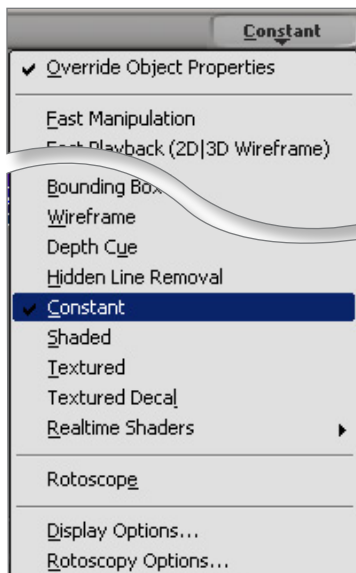 Constant
Override Object Properties
Fast Manipulation
Fast Playback (2D|3D Wireframe)
Bounding Box
Wireframe
Depth Cue
Hidden Line Removal
Constant
Shaded
Textured
Textured Decal
Realtime Shaders
Rotoscope
Display Options...
Rotoscopy Options...